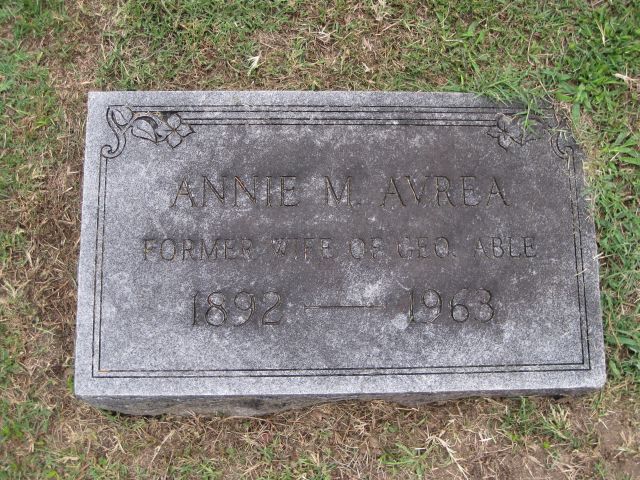 ANNIE M. AVREA
FORMER WIFE OF GEO. ABLE
1892 — 1963